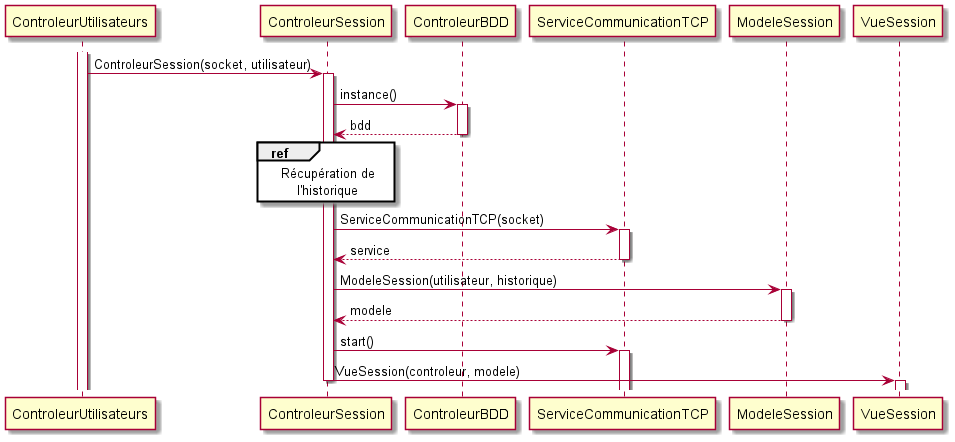 ControleurUtilisateurs
ControleurSession
ControleurBDD
ServiceCommunicationTCP
ModeleSession
VueSession
ControleurSession(socket, utilisateur)
instance()
bdd
ref
Récupération de
l'historique
ServiceCommunicationTCP(socket)
service
ModeleSession(utilisateur, historique)
modele
start()
VueSession(controleur, modele)
ControleurUtilisateurs
ControleurSession
ControleurBDD
ServiceCommunicationTCP
ModeleSession
VueSession